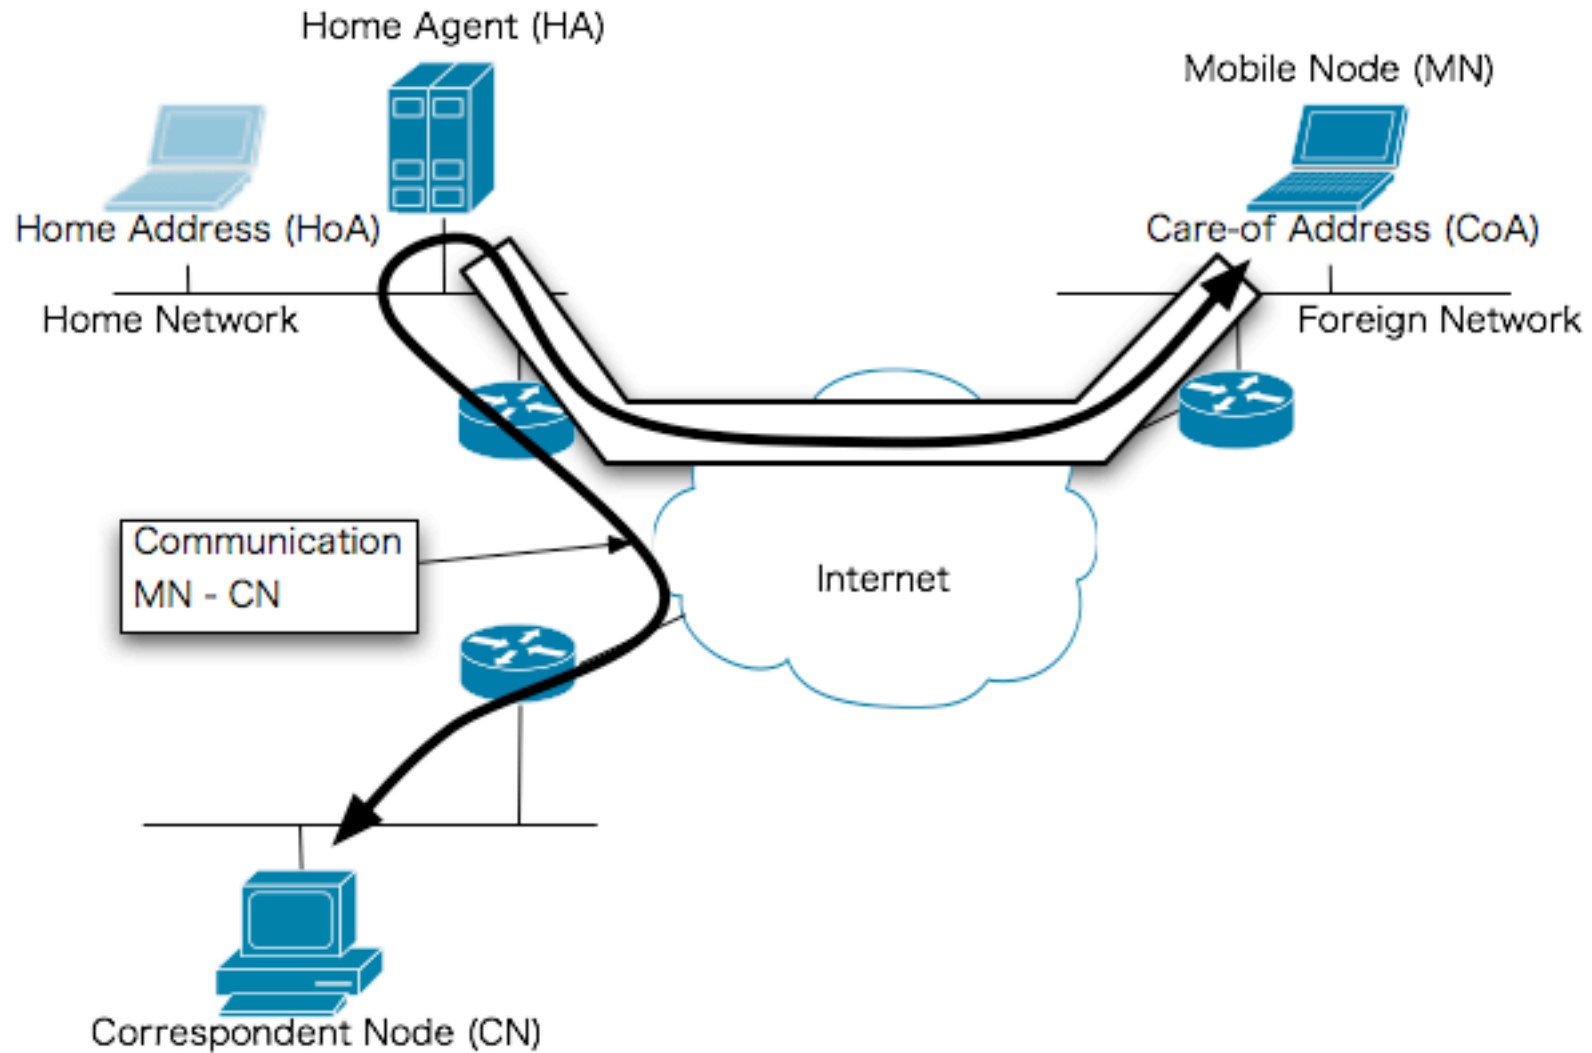 Home Agent (HA)
Mobile Node (MN)
Home Address (HoA)
Care-of Address (CoA)
Home Network
Foreign Network
Communication
MN - CN
Internet
Correspondent Node (CN)